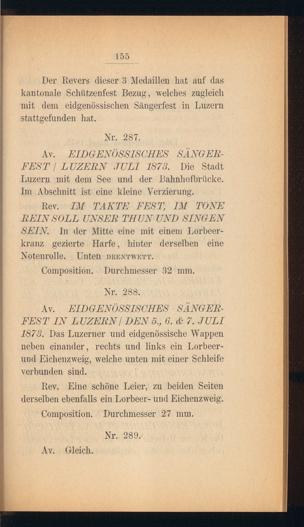 155
Der Revers dieser 3 Medaillen hat auf das
kantonale Schützenfest Bezug, welches zugleich
mit dem eidgenössischen Sängerfest in Luzern
stattgefunden hat.
Nr. 287.
Av. EIDGENÖSSISCHES SÄNGER-
FEST | LUZERN JULI 1873. Die Stadt
Luzern mit dem See und der Bahnhofbrücke.
Im Abschnitt ist eine kleine Verzierung.
Rev. IM TAKTE FEST, IM TONE
REIN SOLL UNSER THUN UND SINGEN
SEIN. In der Mitte eine mit einem Lorbeer-
kranz gezierte Harfe, hinter derselben eine
Notenrolle. Unten DRENTWETT.
Composition. Durchmesser 32 mm.
Nr. 288.
Av. EIDGENÖSSISCHES SÄNGER-
FEST IN LUZERN | DEN 5., 6. & 7. JULI
1873. Das Luzerner und eidgenössische Wappen
neben einander, rechts und links ein Lorbeer-
und Eichenzweig, welche unten mit einer Schleife
verbunden sind.
Rev. Eine schöne Leier, zu beiden Seiten
derselben ebenfalls ein Lorbeer- und Eichenzweig.
Composition. Durchmesser 27 mm.
Nr. 289.
Av. Gleich.